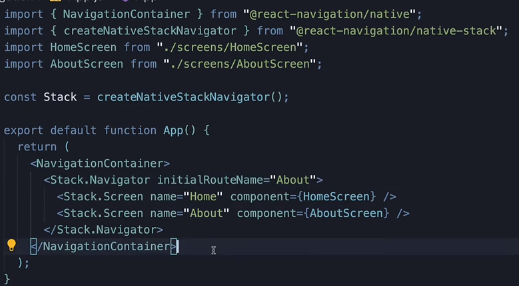 import { NavigationContainer } from "@react-navigation/native";
import { createNativeStackNavigator } from "@react-navigation/native-stack";
import HomeScreen from "./screens/HomeScreen";
import AboutScreen from "./screens/AboutScreen";

const Stack = createNativeStackNavigator();

export default function App() {
  return (
    <NavigationContainer>
      <Stack.Navigator initialRouteName="About">
        <Stack.Screen name="Home" component={HomeScreen} />
        <Stack.Screen name="About" component={AboutScreen} />
      </Stack.Navigator>
    </NavigationContainer>
  );
}